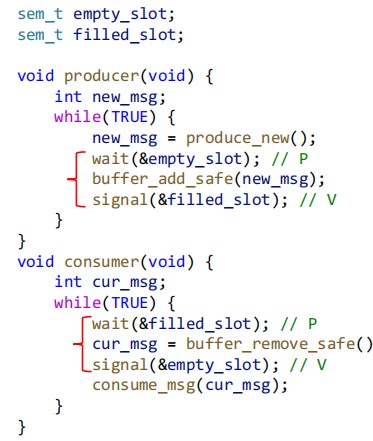 sem_t empty_slot;
sem_t filled_slot;
void producer(void) {
int new_msg;
while(TRUE) {
new_msg = produce_new();
wait(&empty_slot); // P
buffer_add_safe(new_msg);
signal(&filled_slot); // V
}
}
void consumer(void) {
int cur_msg;
while(TRUE) {
wait(&filled_slot); // P
cur_msg = buffer_remove_safe()
signal(&empty_slot); // V
consume_msg(cur_msg);
}
}